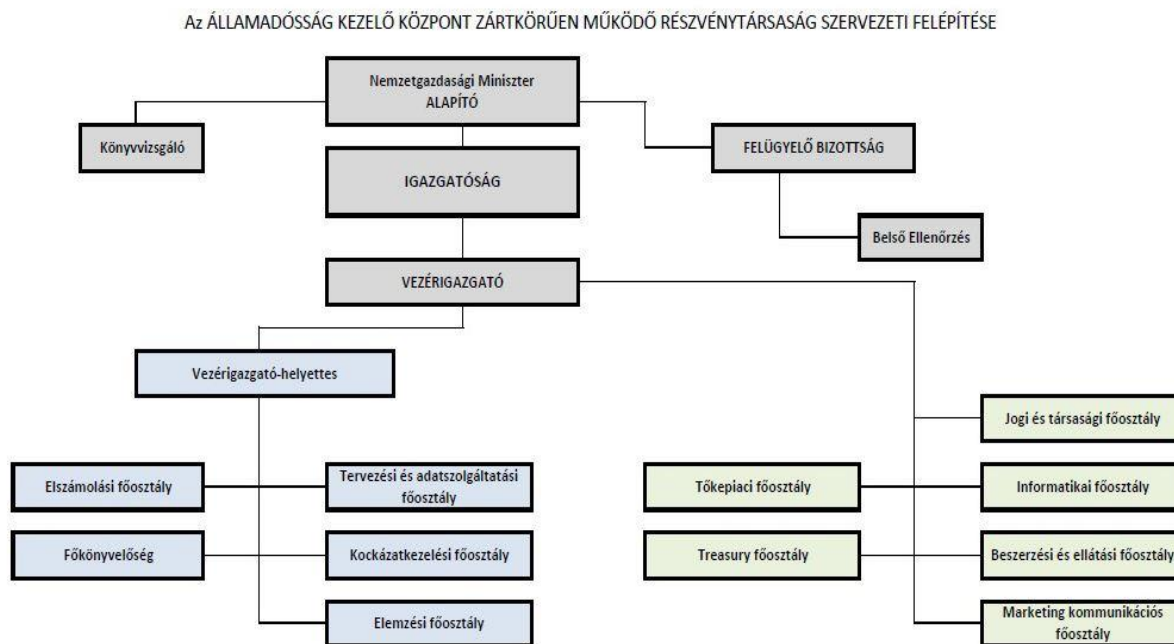 Az ÁLLAMADÓSSÁG KEZELŐ KÖZPONT ZÁRTKÖRŰEN MŰKÖDŐ RÉSZVÉNYTÁRSASÁG SZERVEZETI FELÉPÍTÉSE
Nemzetgazdasági Miniszter
ALAPÍTÓ
Könyvvizsgáló
FELÜGYELŐ BIZOTTSÁG
IGAZGATÓSÁG
Belső Ellenőrzés
VEZÉRIGAZGATÓ
Vezérigazgató-helyettes
Jogi és társasági főosztály
Elszámolási főosztály
Tervezési és adatszolgáltatási
főosztály
Tőkepiaci főosztály
Informatikai főosztály
Főkönyvelőség
Kockázatkezelési főosztály
Treasury főosztály
Beszerzési és ellátási főosztály
Elemzési főosztály
Marketing kommunikációs
főosztály